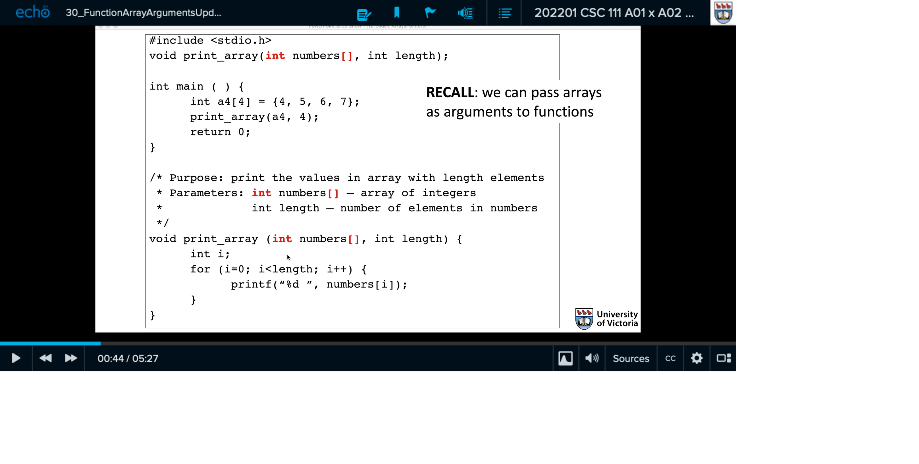 echo 30_FunctionArrayArgumentsUpd... 202201 CSC 111 A01 x A02 ...
#include <stdio.h>
void print_array(int numbers[], int length);
int main ( ) {
int a4[4] = {4, 5, 6, 7};
print_array(a4, 4);
return 0;
}
RECALL: we can pass arrays
as arguments to functions
/* Purpose: print the values in array with length elements
* Parameters: int numbers[] – array of integers
* int length – number of elements in numbers
*/
void print_array (int numbers[], int length) {
int i;
for (i=0; i<length; i++) {
printf(“%d ”, numbers[i]);
}
}
University
of Victoria
00:44 / 05:27 Sources CC